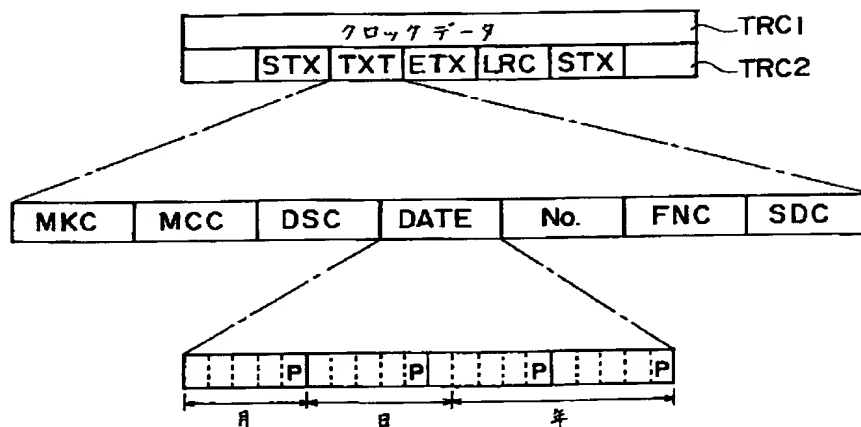 クロックデータ TRC1
STX TXT ETX LRC STX TRC2
MKC MCC DSC DATE No. FNC SDC
P P P P
月 日 年